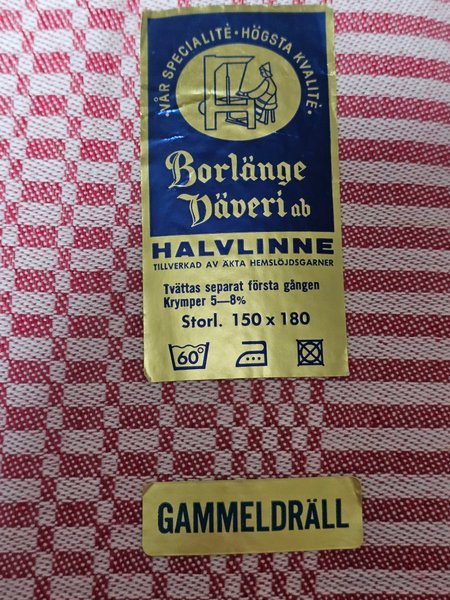 VÅR SPECIALITÉ • HÖGSTA KVALITÉ •
Borlänge
Väveri ab
HALVLINNE
TILLVERKAD AV ÄKTA HEMSLÖJDSGARNER
Tvättas separat första gången
Krymper 5—8%
Storl. 150 x 180
60°
GAMMELDRÄLL